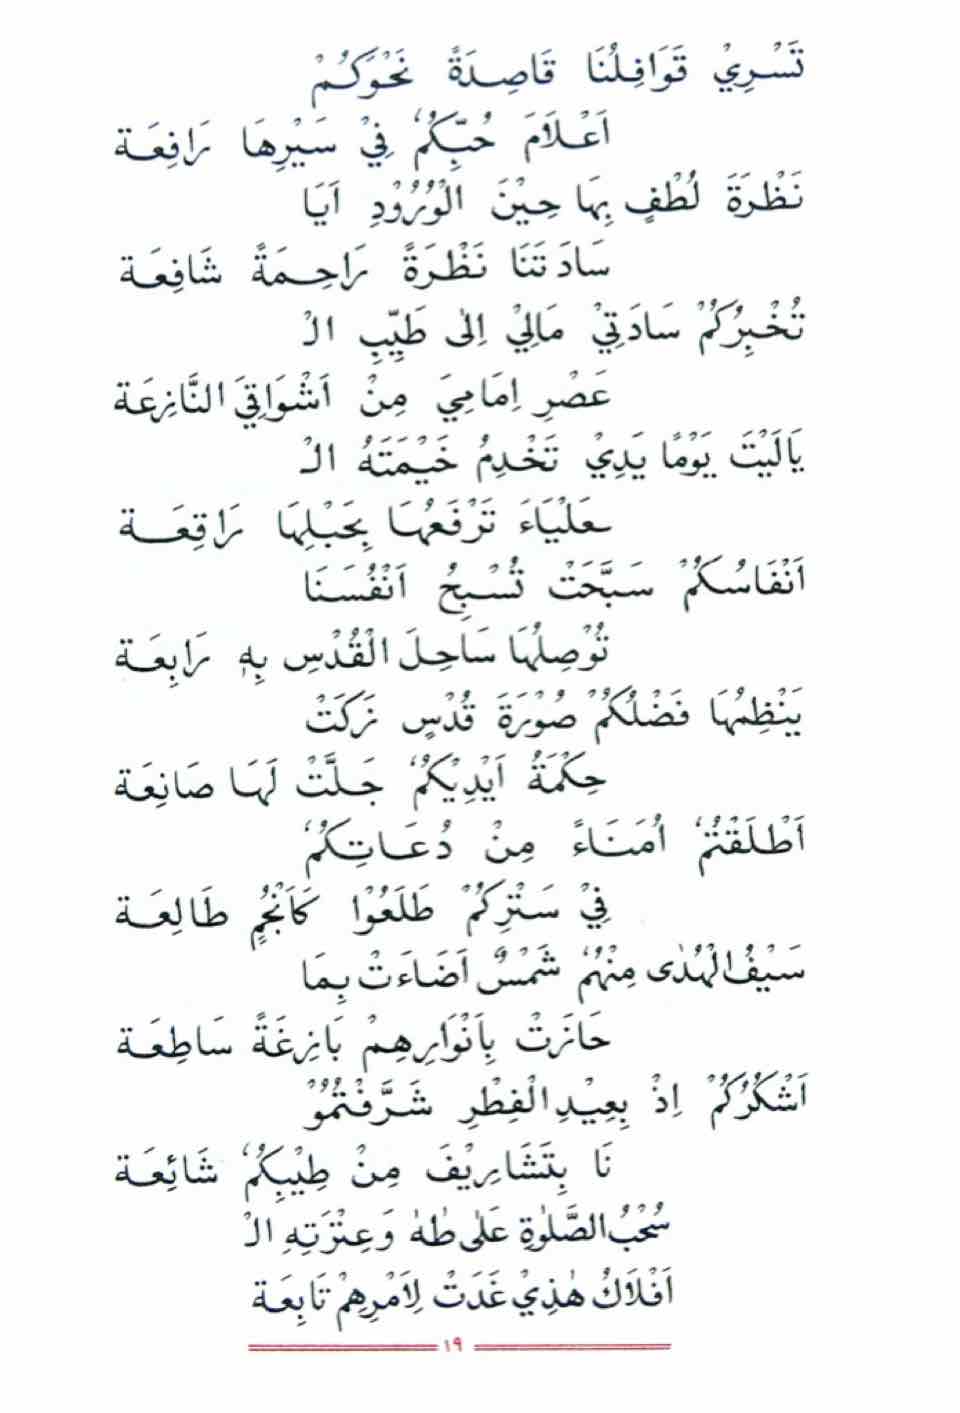 تَسْرِيْ قَوَافِلُنَا قَاصِدَةً نَحْوَكُمْ
اَعْلَامَ حُبِّكُمُ فِيْ سَيْرِهَا رَافِعَة
نَظْرَةَ لُطْفٍ بِهَا حِيْنَ الْوُرُوْدِ اَيَا
سَادَتَنَا نَظْرَةً رَاحِمَةً شَافِعَة
تُخْبِرُكُمْ سَادَتِيْ مَالِيْ اِلٰى طَيِّبِ الْـ
عَصْرِ اِمَامِيَ مِنْ اَشْوَاقِيَ النَّازِعَة
يَالَيْتَ يَوْمًا يَدِيْ تَخْدِمُ خَيْمَتَهُ الْـ
ـعَلْيَاءَ تَرْفَعُهَا بِحَبْلِهَا رَاقِعَة
اَنْفَاسُكُمْ سَبَّحَتْ تُسْبِحُ اَنْفُسَنَا
تُوْصِلُهَا سَاحِلَ الْقُدْسِ بِهٖ رَابِعَة
يَنْظِمُهَا فَضْلُكُمْ صُوْرَةَ قُدْسٍ زَكَتْ
حِكْمَةُ اَيْدِيْكُمُ جَلَّتْ لَهَا صَانِعَة
اَطْلَقْتُمُ اُمَنَاءً مِنْ دُعَاتِكُمُ
فِيْ سَتْرِكُمْ طَلَعُوْا كَاَنْجُمٍ طَالِعَة
سَيْفُ الْهُدٰى مِنْهُمُ شَمْسٌ اَضَاءَتْ بِمَا
حَازَتْ بِاَنْوَارِهِمْ بَازِغَةً سَاطِعَة
اَشْكُرُكُمْ اِذْ بِعِيْدِ الْفِطْرِ شَرَّفْتُمُوْ
نَا بِتَشَارِيْفَ مِنْ طِيْبِكُمُ شَائِعَة
سُحْبُ الصَّلٰوةِ عَلٰى طٰهٰ وَعِتْرَتِهِ الْـ
اَفْلَاكُ هٰذِيْ غَدَتْ لِاَمْرِهِمْ تَابِعَة
١٩